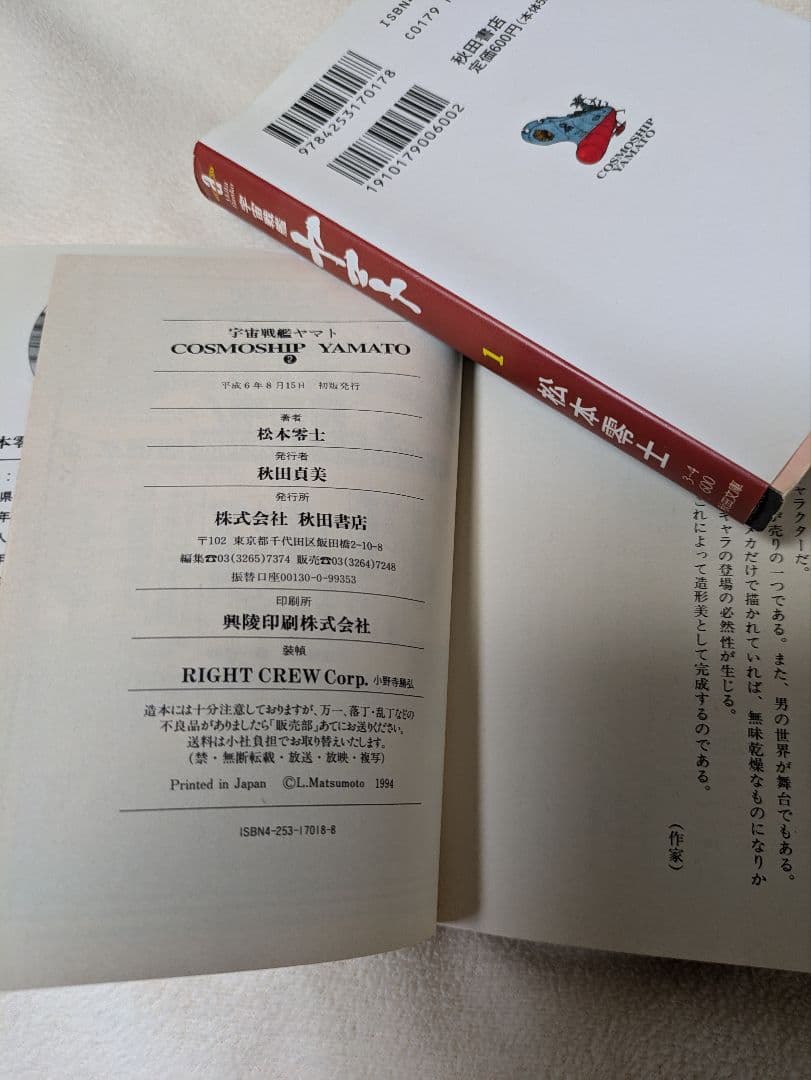 ISBN4
C0179
秋田書店
定価600円(本体5
9784253170178
1910179006002
COSMOSHIP
YAMATO
宇宙戦艦
ヤマト
1
松本零士
3-4
600
田文庫
宇宙戦艦ヤマト
COSMOSHIP YAMATO
❷
平成6年8月15日 初版発行
著者
松本零士
発行者
秋田貞美
発行所
株式会社 秋田書店
〒102 東京都千代田区飯田橋2-10-8
編集☎03(3265)7374 販売☎03(3264)7248
振替口座00130-0-99353
印刷所
興陵印刷株式会社
装幀
RIGHT CREW Corp. 小野寺勝弘
造本には十分注意しておりますが、万一、落丁・乱丁などの
不良品がありましたら「販売部」あてにお送りください。
送料は小社負担でお取り替えいたします。
(禁・無断転載・放送・放映・複写)
Printed in Japan ©L.Matsumoto 1994
ISBN4-253-17018-8
ャラクターだ。
が売りの一つである。また、男の世界が舞台でもある。
カだけで描かれていれば、無味乾燥なものになりか
キャラの登場の必然性が生じる。
これによって造形美として完成するのである。
(作家)